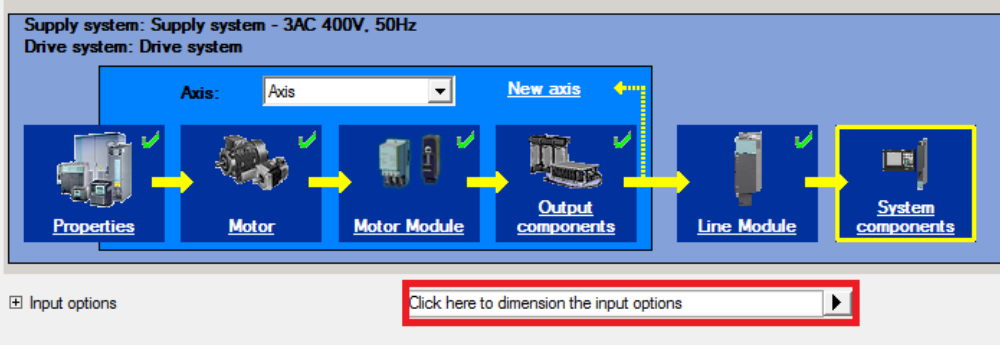 Supply system: Supply system - 3AC 400V, 50Hz
Drive system: Drive system
Axis: Axis New axis
Properties Motor Motor Module Output components Line Module System components
Input options Click here to dimension the input options